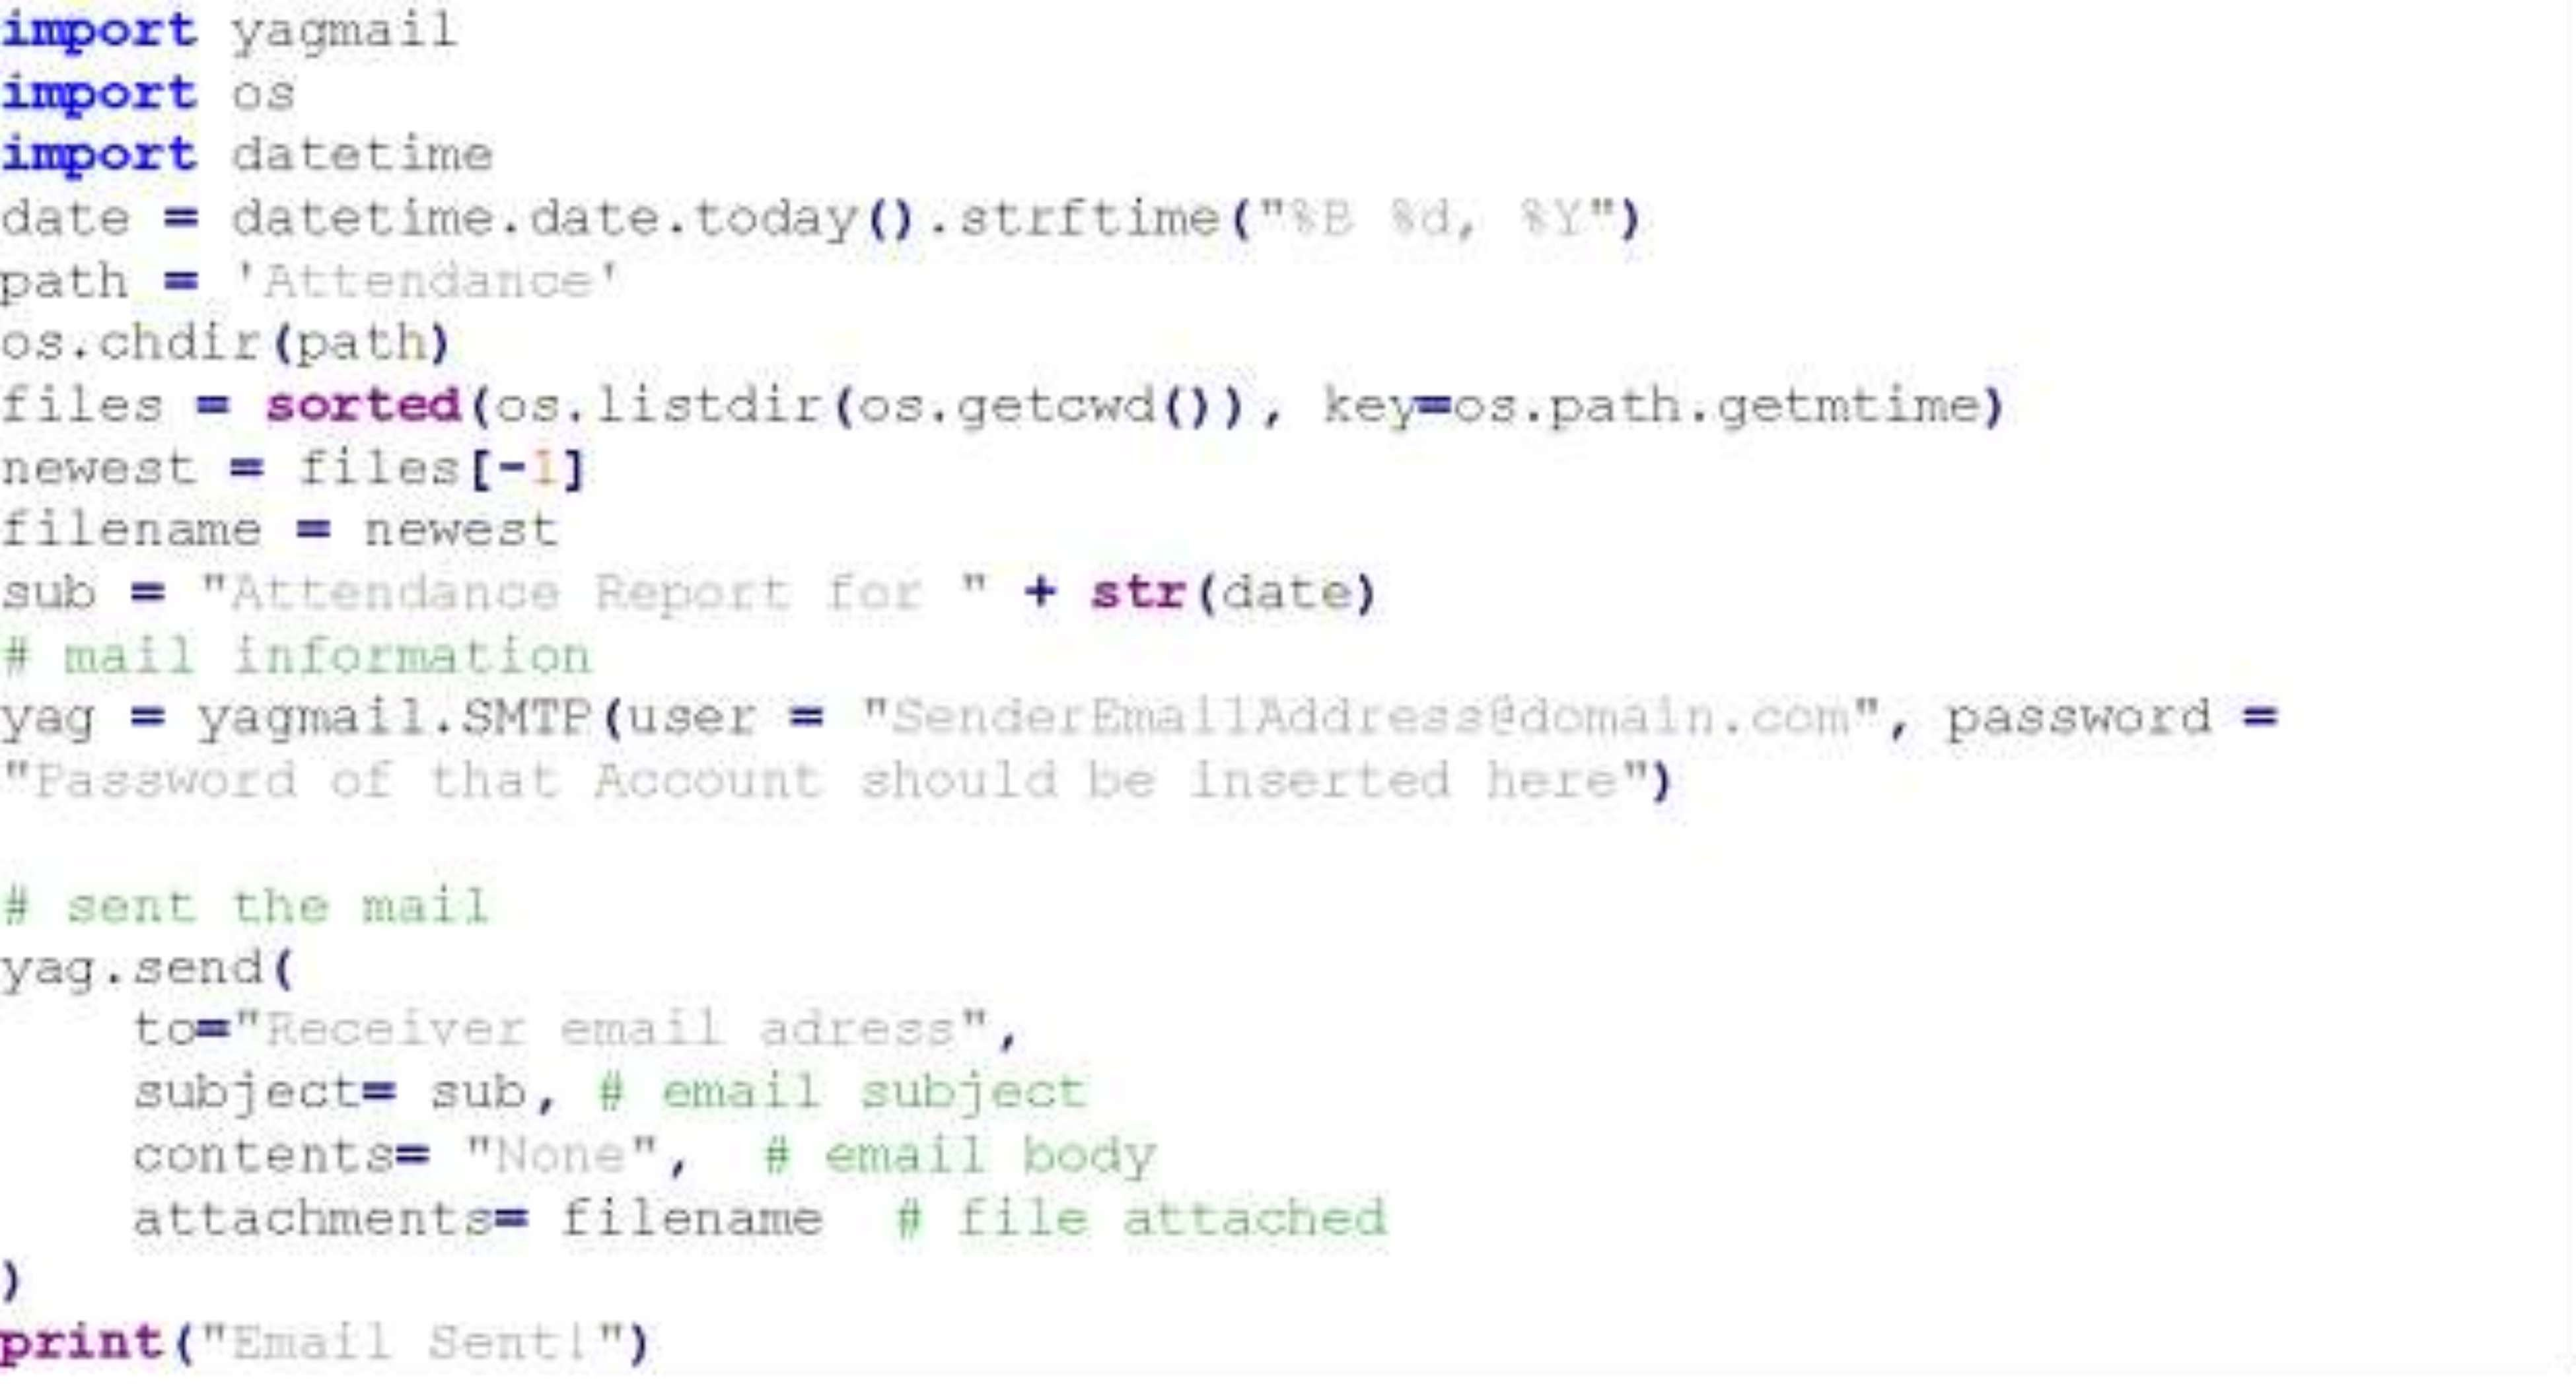 import yagmail
import os
import datetime
date = datetime.date.today().strftime("%B %d, %Y")
path = 'Attendance'
os.chdir(path)
files = sorted(os.listdir(os.getcwd()), key=os.path.getmtime)
newest = files[-1]
filename = newest
sub = "Attendance Report for " + str(date)
# mail information
yag = yagmail.SMTP(user = "SenderEmailAddress@domain.com", password =
"Password of that Account should be inserted here")
# sent the mail
yag.send(
    to="Receiver email adress",
    subject= sub, # email subject
    contents= "None",  # email body
    attachments= filename  # file attached
)
print("Email Sent!")